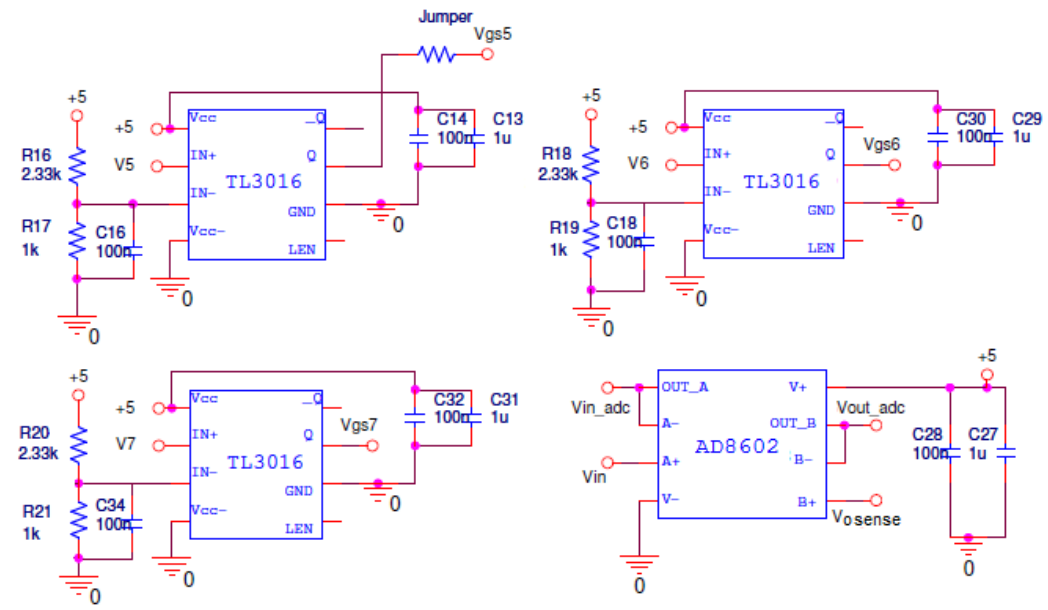 Jumper
Vgs5
+5
+5
Vcc
_Q
C14
100n
C13
1u
R16
2.33k
V5
IN+
Q
TL3016
IN-
GND
0
R17
1k
C16
100n
Vcc-
LEN
0
0
+5
+5
Vcc
_Q
C30
100n
C29
1u
R18
2.33k
V6
IN+
Q
Vgs6
TL3016
IN-
GND
0
R19
1k
C18
100n
Vcc-
LEN
0
0
+5
+5
Vcc
_Q
C32
100n
C31
1u
R20
2.33k
V7
IN+
Q
Vgs7
TL3016
IN-
GND
0
R21
1k
C34
100n
Vcc-
LEN
0
0
+5
OUT_A
V+
Vin_adc
Vout_adc
A-
OUT_B
AD8602
C28
100n
C27
1u
A+
B-
Vin
V-
B+
Vosense
0
0